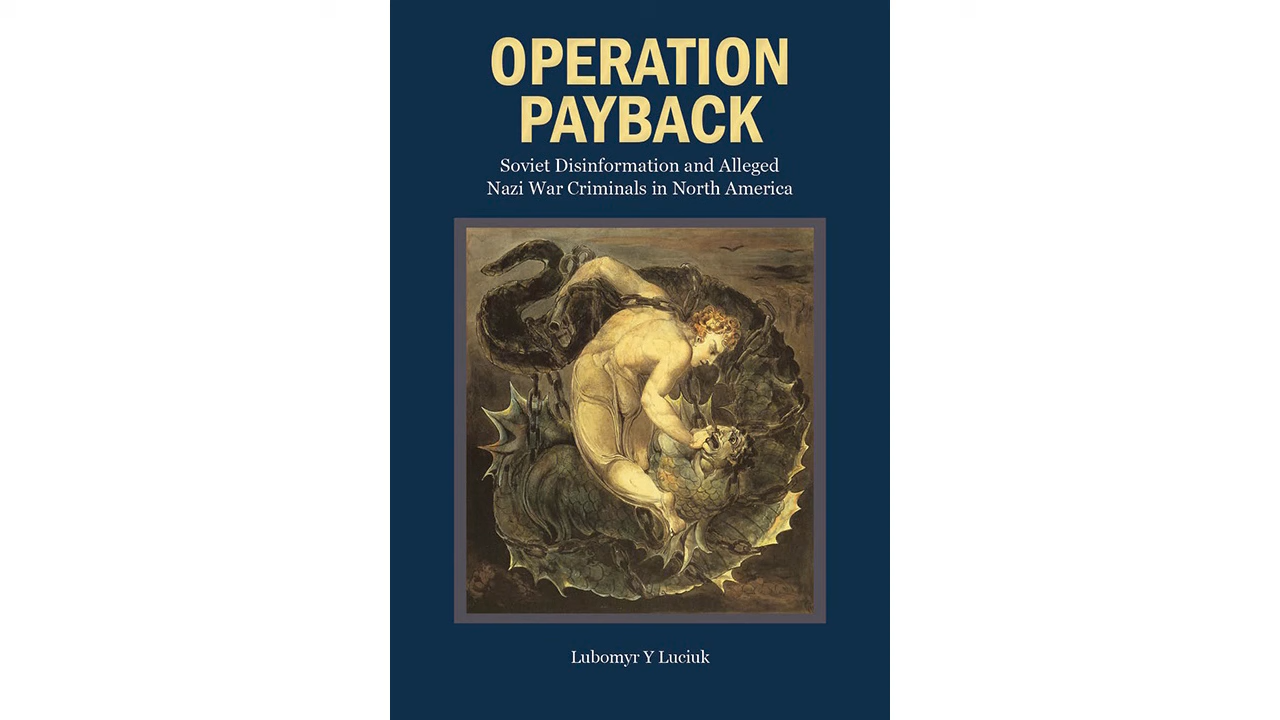 OPERATION
PAYBACK
Soviet Disinformation and Alleged
Nazi War Criminals in North America
Lubomyr Y Luciuk